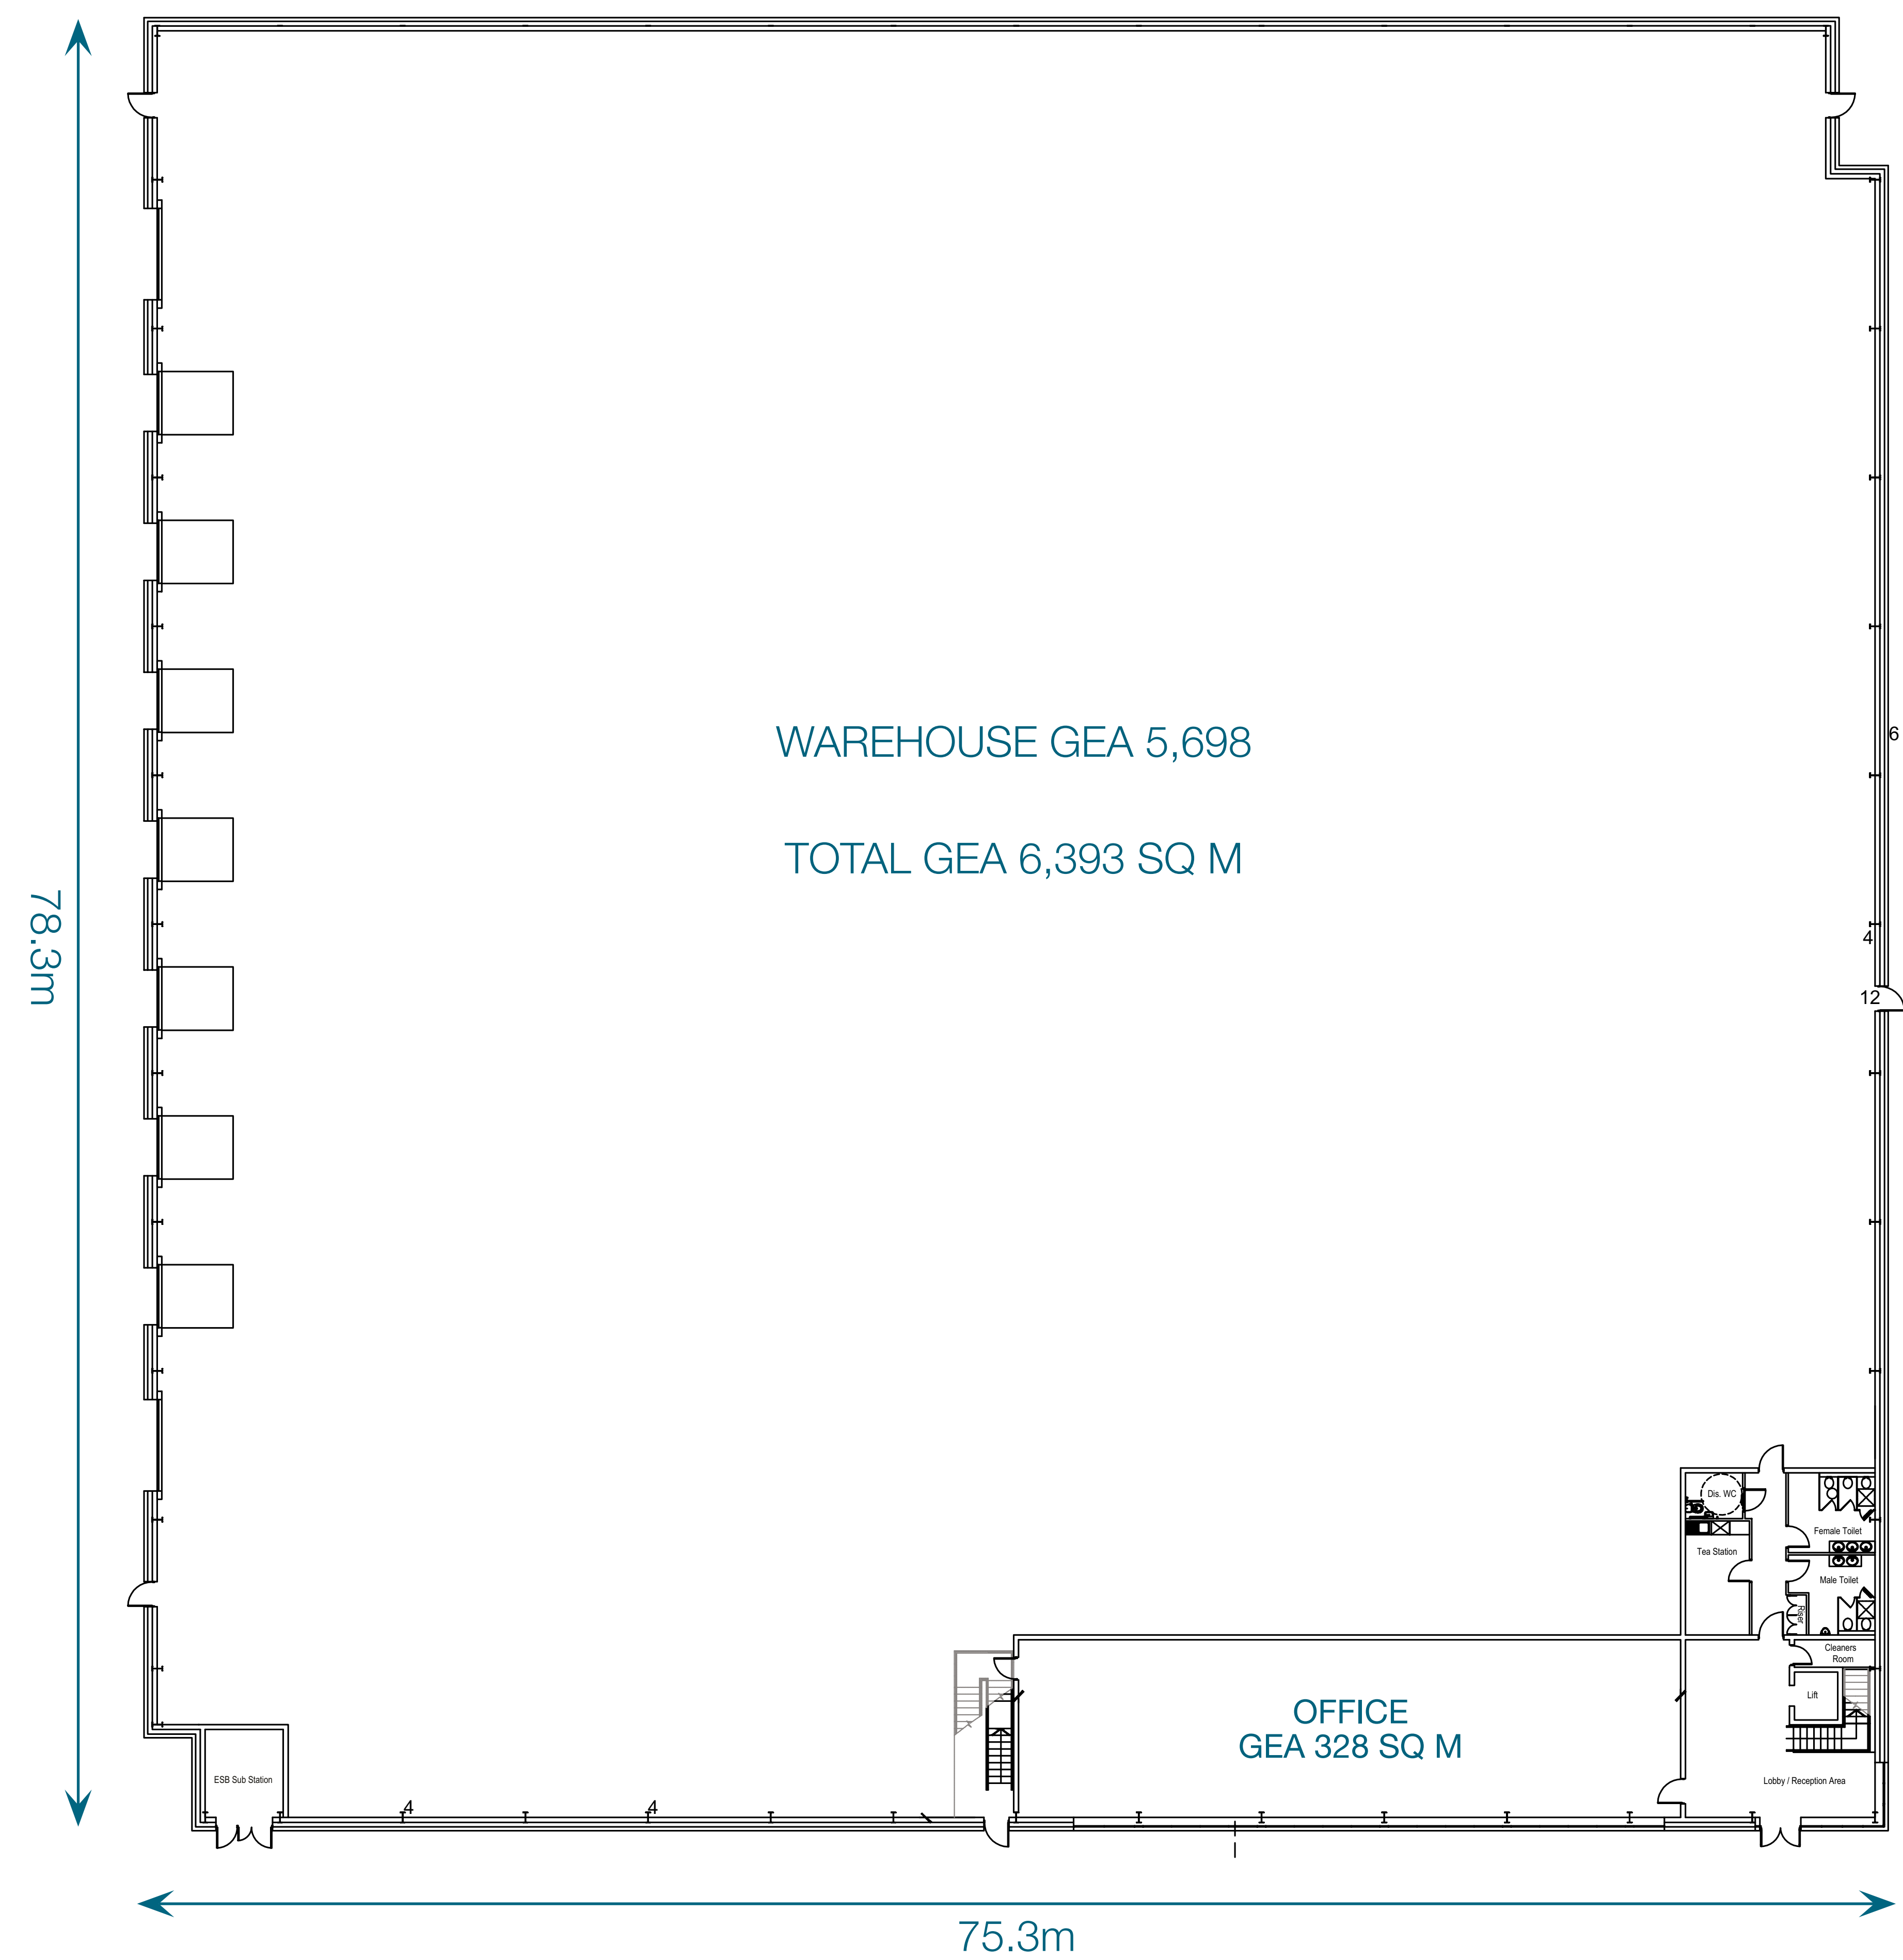 WAREHOUSE GEA 5,698
6
TOTAL GEA 6,393 SQ M
78.3m
4
12
Dis. WC
Female Toilet
Tea Station
Male Toilet
Riser
Cleaners
Room
Lift
OFFICE
GEA 328 SQ M
ESB Sub Station
Lobby / Reception Area
4
4
75.3m